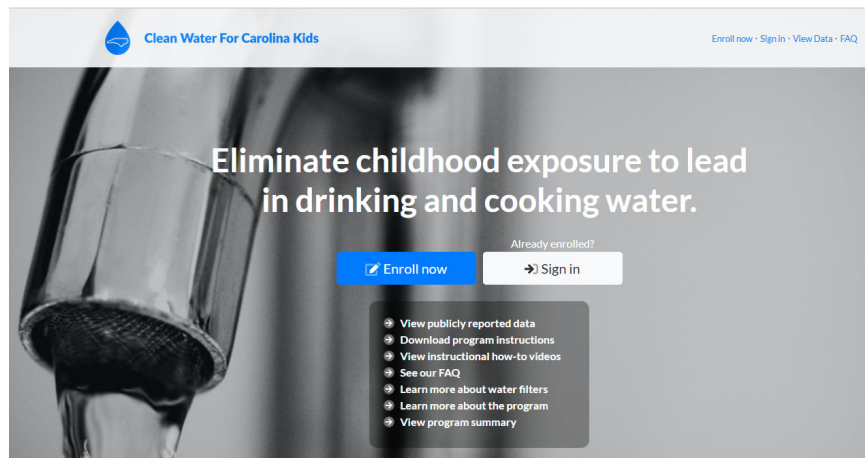 Clean Water For Carolina Kids
Enroll now · Sign in · View Data · FAQ
Eliminate childhood exposure to lead
in drinking and cooking water.
Already enrolled?
Enroll now
Sign in
View publicly reported data
Download program instructions
View instructional how-to videos
See our FAQ
Learn more about water filters
Learn more about the program
View program summary